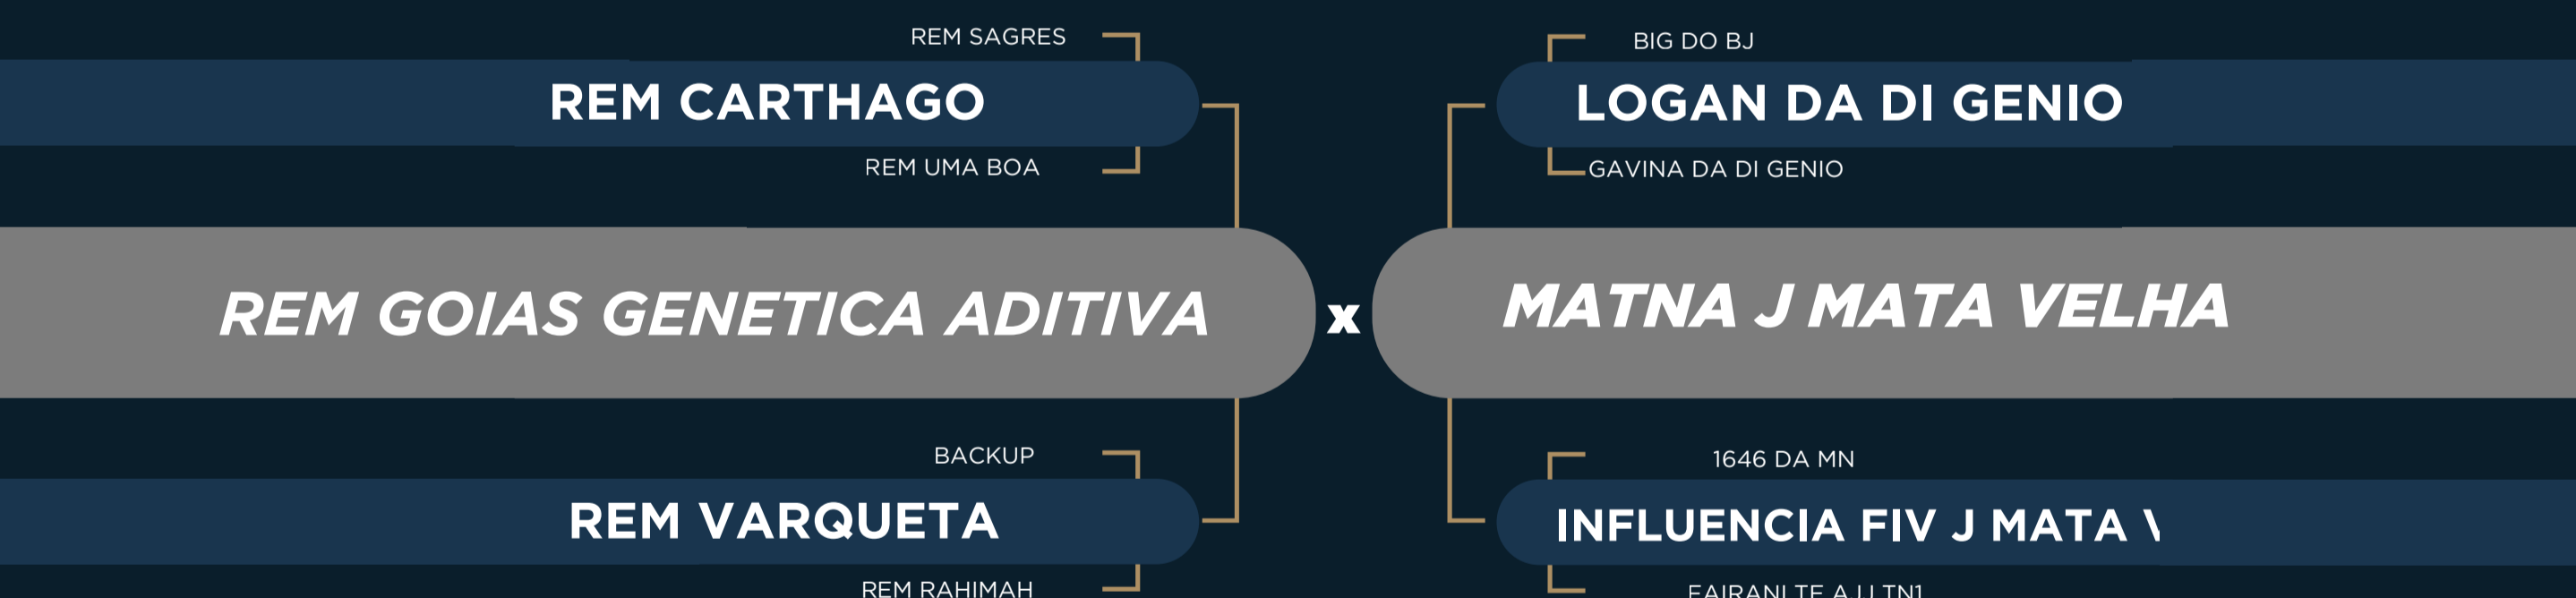 REM SAGRES
REM CARTHAGO
REM UMA BOA
REM GOIAS GENETICA ADITIVA
BACKUP
REM VARQUETA
REM RAHIMAH
x
BIG DO BJ
LOGAN DA DI GENIO
GAVINA DA DI GENIO
MATNA J MATA VELHA
1646 DA MN
INFLUENCIA FIV J MATA